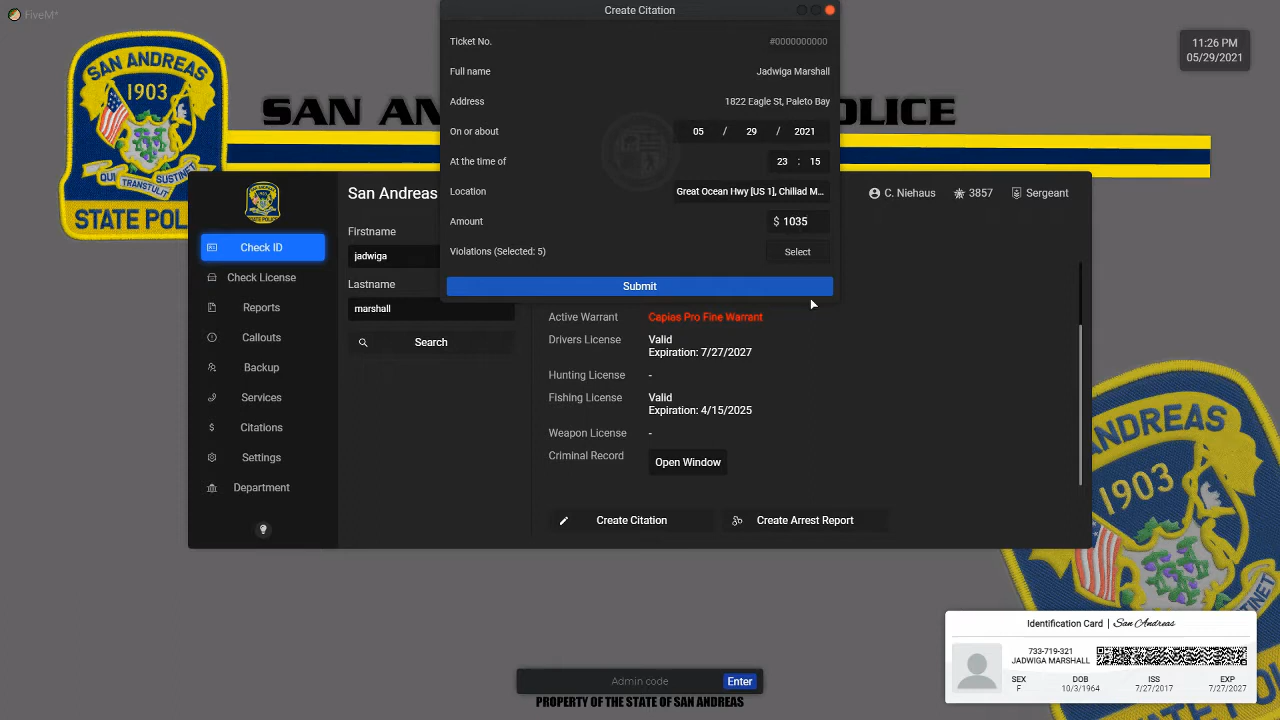 FiveM*
Create Citation
Ticket No. #0000000000
Full name Jadwiga Marshall
Address 1822 Eagle St, Paleto Bay
On or about 05 / 29 / 2021
At the time of 23 : 15
Location Great Ocean Hwy [US 1], Chiliad M...
Amount $ 1035
Violations (Selected: 5) Select
Submit
11:26 PM
05/29/2021
SAN ANDREAS
1903
QUI TRANSTULIT SUSTINET
STATE POL
SAN AN
POLICE
San Andreas
C. Niehaus 3857 Sergeant
Check ID
Check License
Reports
Callouts
Backup
Services
Citations
Settings
Department
Firstname
jadwiga
Lastname
marshall
Search
Active Warrant Capias Pro Fine Warrant
Drivers License Valid
Expiration: 7/27/2027
Hunting License -
Fishing License Valid
Expiration: 4/15/2025
Weapon License -
Criminal Record Open Window
Create Citation Create Arrest Report
ANDREAS
1903
Identification Card | San Andreas
733-719-321
JADWIGA MARSHALL
SEX DOB ISS EXP
F 10/3/1964 7/27/2017 7/27/2027
Admin code Enter
PROPERTY OF THE STATE OF SAN ANDREAS